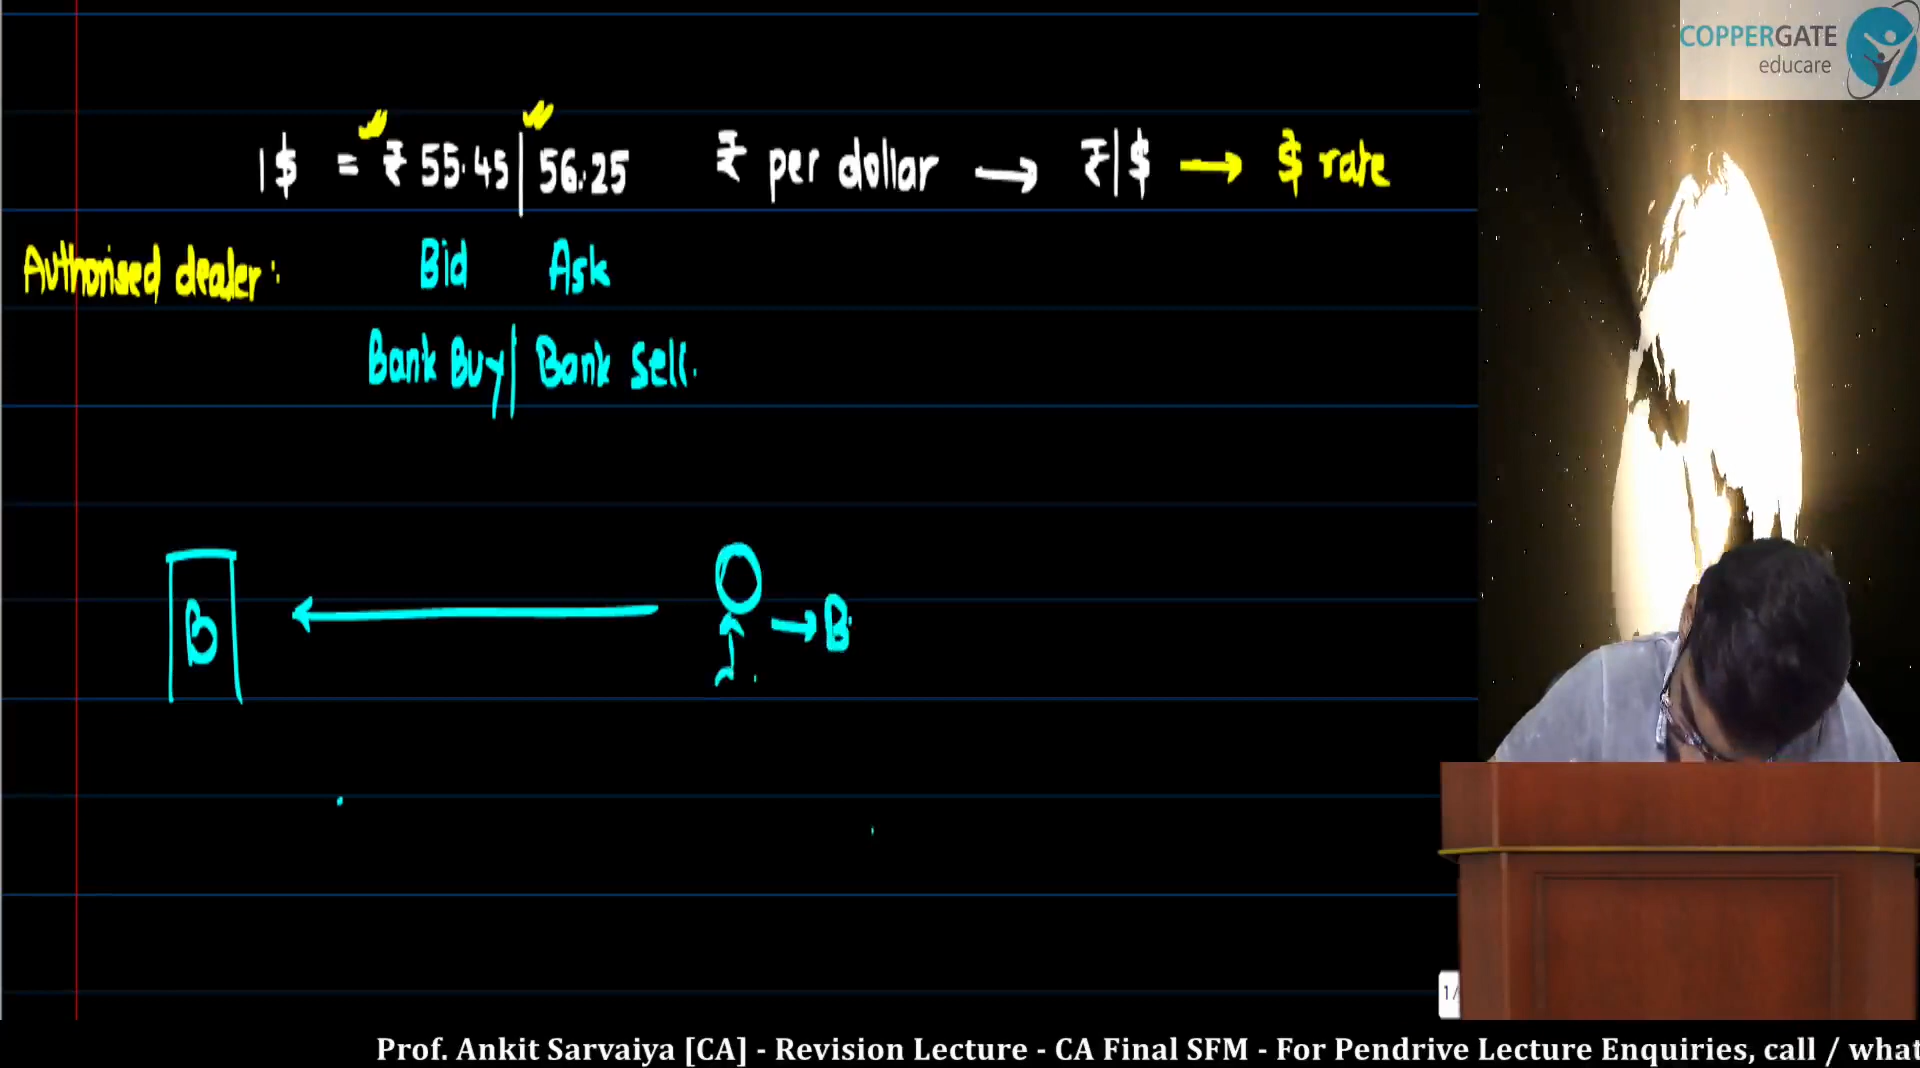 COPPERGATE
educare
1$ = ₹ 55.45|56.25 ₹ per dollar → ₹|$ → $ rate
Authorised dealer: Bid Ask
Bank Buy| Bank Sell.
B → B
1/
Prof. Ankit Sarvaiya [CA] - Revision Lecture - CA Final SFM - For Pendrive Lecture Enquiries, call / what